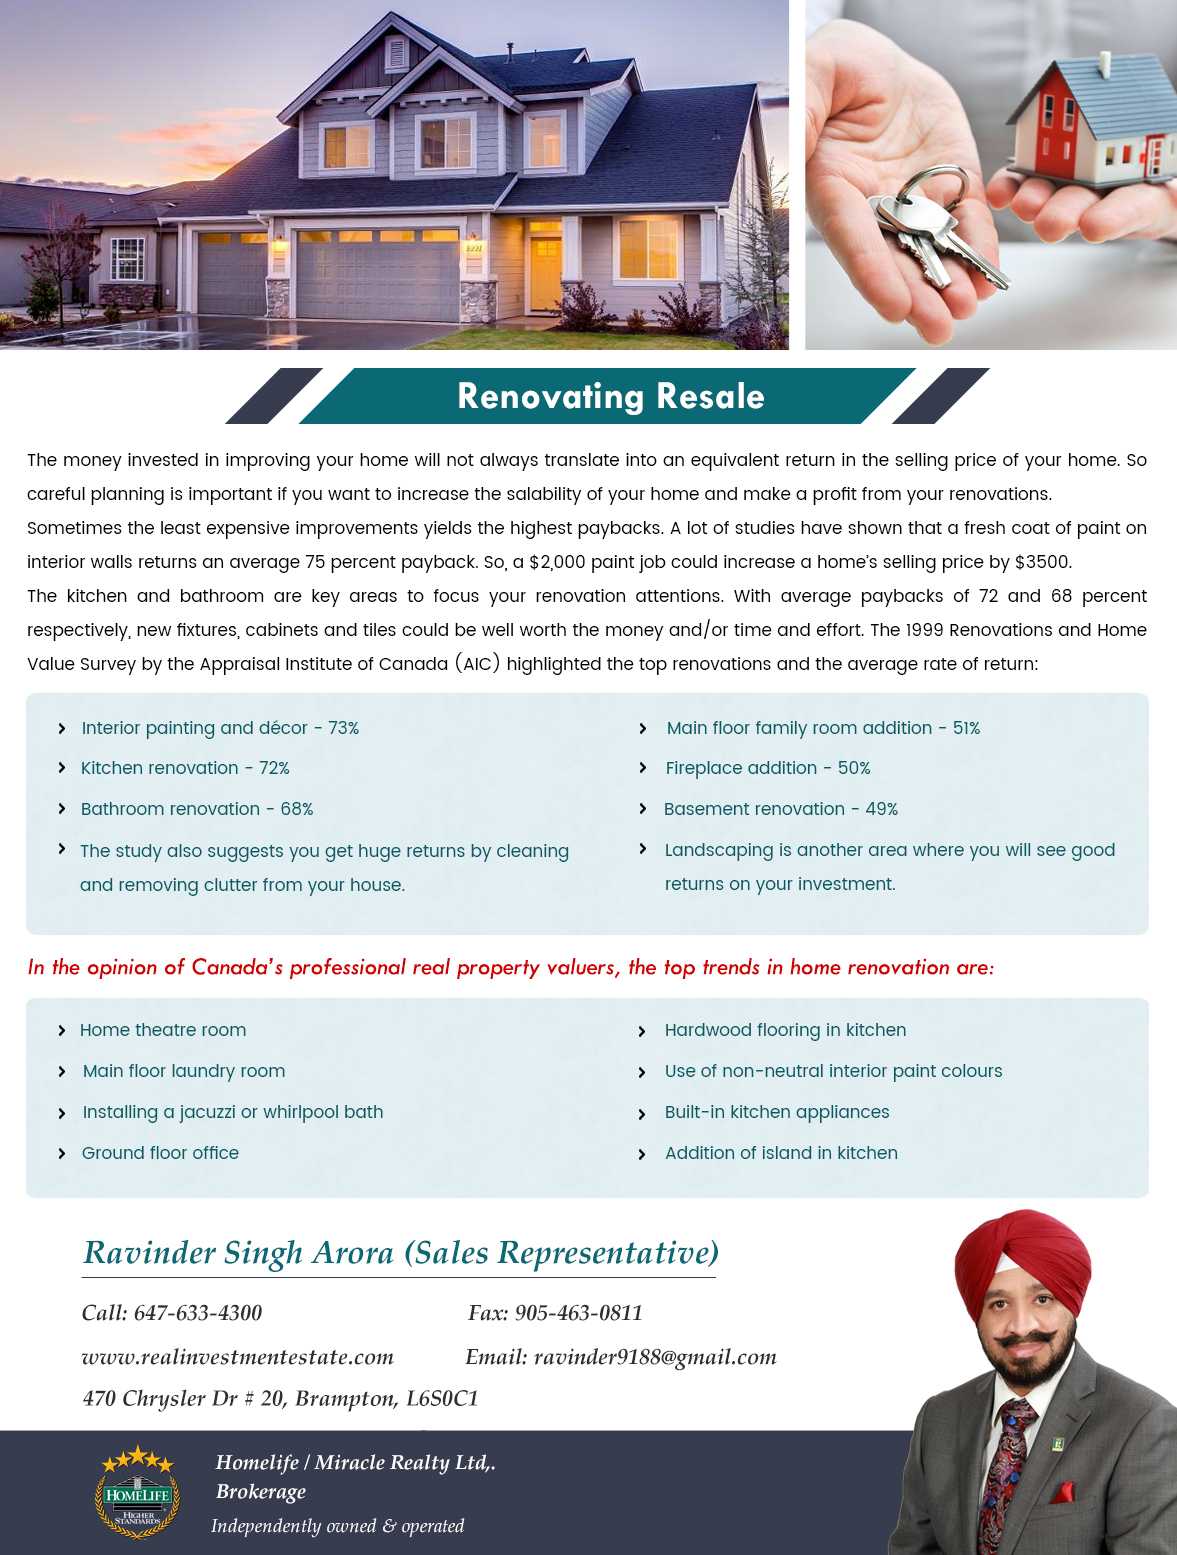 Renovating Resale
The money invested in improving your home will not always translate into an equivalent return in the selling price of your home. So
careful planning is important if you want to increase the salability of your home and make a profit from your renovations.
Sometimes the least expensive improvements yields the highest paybacks. A lot of studies have shown that a fresh coat of paint on
interior walls returns an average 75 percent payback. So, a $2,000 paint job could increase a home's selling price by $3500.
The kitchen and bathroom are key areas to focus your renovation attentions. With average paybacks of 72 and 68 percent
respectively, new fixtures, cabinets and tiles could be well worth the money and/or time and effort. The 1999 Renovations and Home
Value Survey by the Appraisal Institute of Canada (AIC) highlighted the top renovations and the average rate of return:
Interior painting and décor - 73%
Kitchen renovation - 72%
Bathroom renovation - 68%
The study also suggests you get huge returns by cleaning
and removing clutter from your house.
Main floor family room addition - 51%
Fireplace addition - 50%
Basement renovation - 49%
Landscaping is another area where you will see good
returns on your investment.
In the opinion of Canada's professional real property valuers, the top trends in home renovation are:
Home theatre room
Main floor laundry room
Installing a jacuzzi or whirlpool bath
Ground floor office
Hardwood flooring in kitchen
Use of non-neutral interior paint colours
Built-in kitchen appliances
Addition of island in kitchen
Ravinder Singh Arora (Sales Representative)
Call: 647-633-4300
Fax: 905-463-0811
www.realinvestmentestate.com
Email: ravinder9188@gmail.com
470 Chrysler Dr # 20, Brampton, L6S0C1
HOMELIFE
HIGHER
STANDARDS
Homelife / Miracle Realty Ltd,.
Brokerage
Independently owned & operated